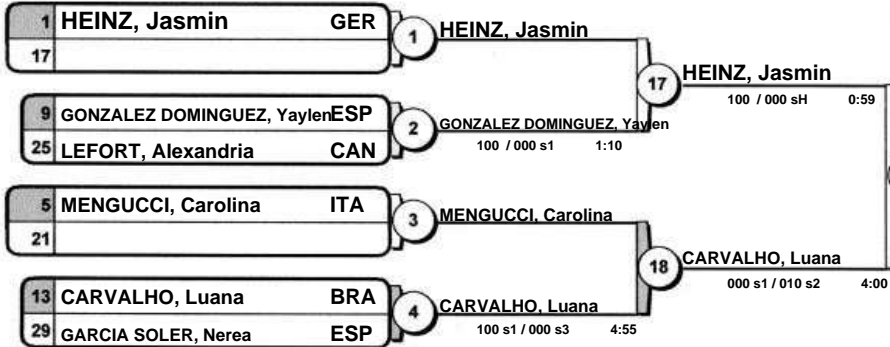 1 HEINZ, Jasmin GER
17
1
HEINZ, Jasmin
9 GONZALEZ DOMINGUEZ, Yaylen ESP
25 LEFORT, Alexandria CAN
2
GONZALEZ DOMINGUEZ, Yaylen
100 / 000 s1 1:10
17
HEINZ, Jasmin
100 / 000 sH 0:59
5 MENGUCCI, Carolina ITA
21
3
MENGUCCI, Carolina
13 CARVALHO, Luana BRA
29 GARCIA SOLER, Nerea ESP
4
CARVALHO, Luana
100 s1 / 000 s3 4:55
18
CARVALHO, Luana
000 s1 / 010 s2 4:00